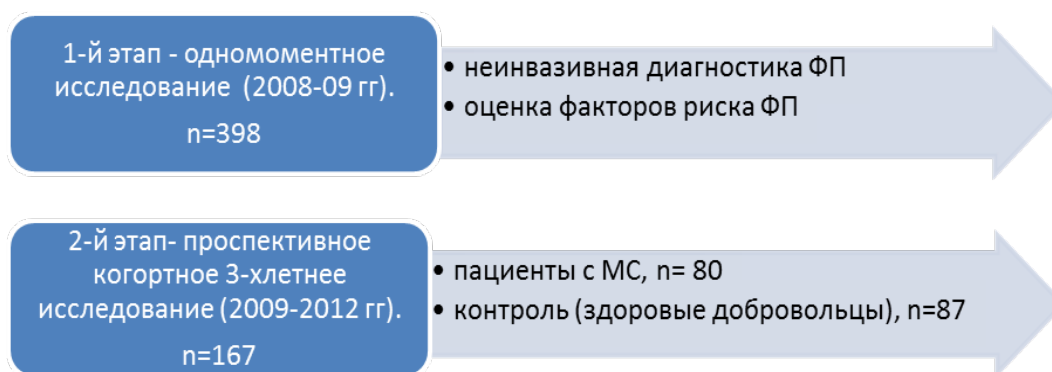 1-й этап - одномоментное
исследование (2008-09 гг).
n=398
• неинвазивная диагностика ФП
• оценка факторов риска ФП
2-й этап- проспективное
когортное 3-хлетнее
исследование (2009-2012 гг).
n=167
• пациенты с МС, n= 80
• контроль (здоровые добровольцы), n=87